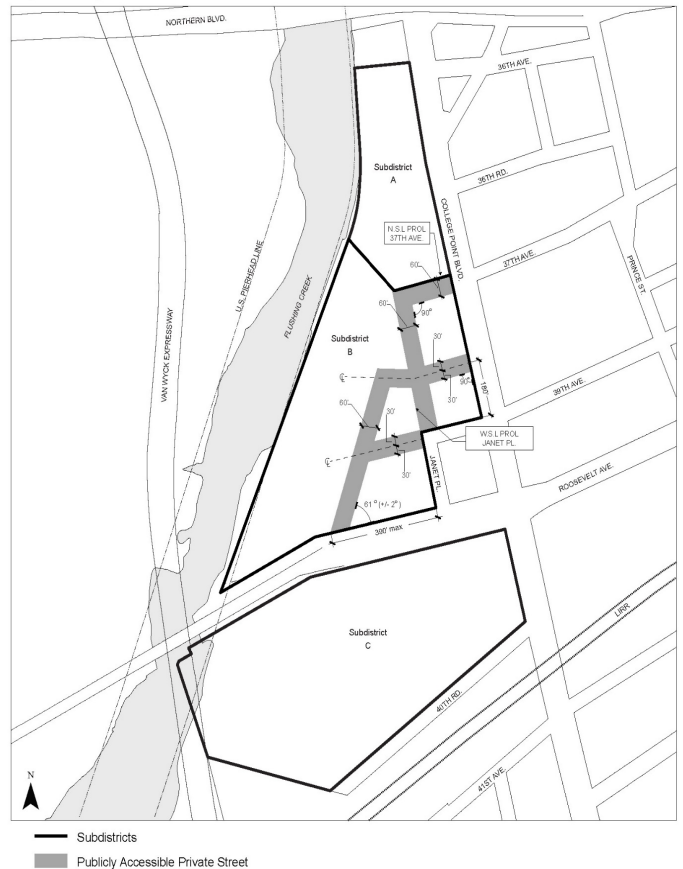 NORTHERN BLVD.
36TH AVE.
Subdistrict
A
36TH RD.
COLLEGE POINT BLVD.
N.S.L PROL
37TH AVE.
37TH AVE.
PRINCE ST.
U.S. PIERHEAD LINE
FLUSHING CREEK
VAN WYCK EXPRESSWAY
60'
60'
90°
Subdistrict
B
30'
30'
90°
180'
39TH AVE.
60'
30'
30'
W.S L PROL
JANET PL.
JANET PL.
ROOSEVELT AVE.
61° (+/- 2°)
390' max.
Subdistrict
C
LIRR
40TH RD.
41ST AVE.
N
Subdistricts
Publicly Accessible Private Street